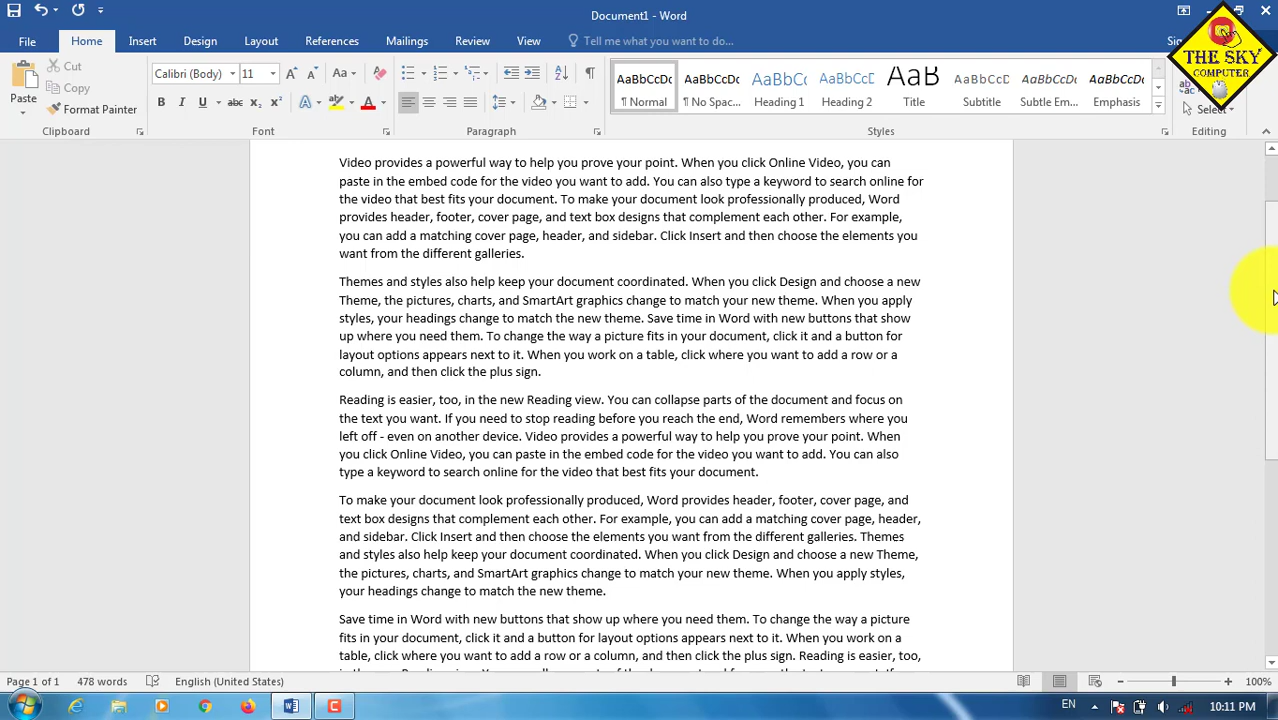 Document1 - Word
File Home Insert Design Layout References Mailings Review View Tell me what you want to do...
THE SKY
COMPUTER
Paste
Cut
Copy
Format Painter
Clipboard
Calibri (Body) 11
Font
Paragraph
AaBbCcDc
¶ Normal
AaBbCcDc
¶ No Spac...
AaBbCc
Heading 1
AaBbCcC
Heading 2
AaB
Title
AaBbCcD
Subtitle
AaBbCcDc
Subtle Em...
AaBbCcDc
Emphasis
Styles
Select
Editing
Video provides a powerful way to help you prove your point. When you click Online Video, you can
paste in the embed code for the video you want to add. You can also type a keyword to search online for
the video that best fits your document. To make your document look professionally produced, Word
provides header, footer, cover page, and text box designs that complement each other. For example,
you can add a matching cover page, header, and sidebar. Click Insert and then choose the elements you
want from the different galleries.
Themes and styles also help keep your document coordinated. When you click Design and choose a new
Theme, the pictures, charts, and SmartArt graphics change to match your new theme. When you apply
styles, your headings change to match the new theme. Save time in Word with new buttons that show
up where you need them. To change the way a picture fits in your document, click it and a button for
layout options appears next to it. When you work on a table, click where you want to add a row or a
column, and then click the plus sign.
Reading is easier, too, in the new Reading view. You can collapse parts of the document and focus on
the text you want. If you need to stop reading before you reach the end, Word remembers where you
left off - even on another device. Video provides a powerful way to help you prove your point. When
you click Online Video, you can paste in the embed code for the video you want to add. You can also
type a keyword to search online for the video that best fits your document.
To make your document look professionally produced, Word provides header, footer, cover page, and
text box designs that complement each other. For example, you can add a matching cover page, header,
and sidebar. Click Insert and then choose the elements you want from the different galleries. Themes
and styles also help keep your document coordinated. When you click Design and choose a new Theme,
the pictures, charts, and SmartArt graphics change to match your new theme. When you apply styles,
your headings change to match the new theme.
Save time in Word with new buttons that show up where you need them. To change the way a picture
fits in your document, click it and a button for layout options appears next to it. When you work on a
table, click where you want to add a row or a column, and then click the plus sign. Reading is easier, too,
Page 1 of 1 478 words English (United States) 100%
EN 10:11 PM